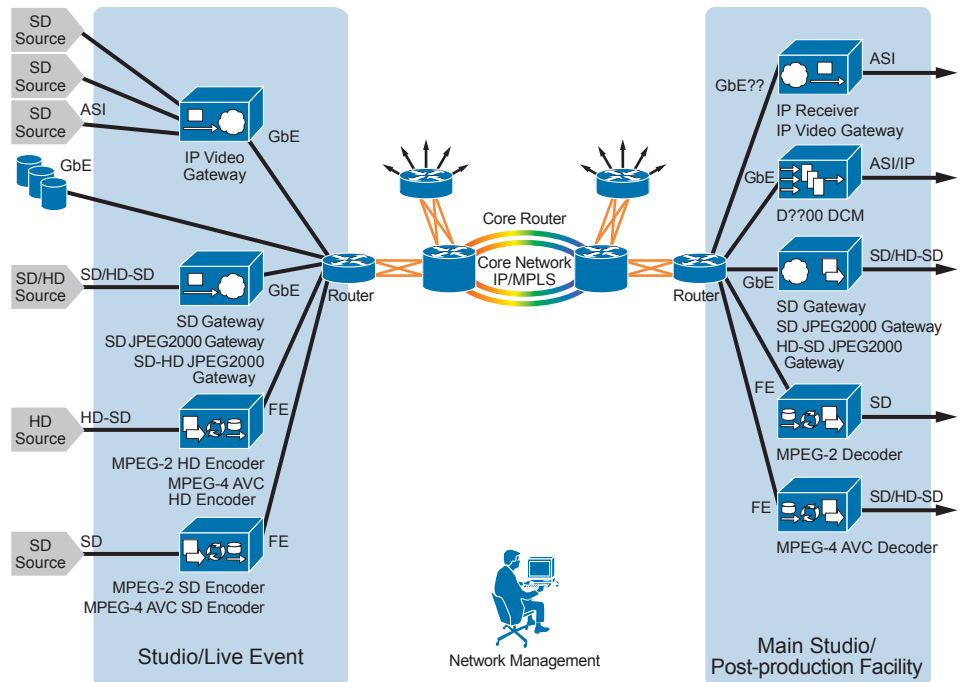 SD
Source
SD
Source
SD
Source
ASI
GbE
IP Video
Gateway
GbE
SD/HD
Source
SD/HD-SD
GbE
SD Gateway
SD JPEG2000 Gateway
SD-HD JPEG2000
Gateway
HD
Source
HD-SD
FE
MPEG-2 HD Encoder
MPEG-4 AVC
HD Encoder
SD
Source
SD
FE
MPEG-2 SD Encoder
MPEG-4 AVC SD Encoder
Studio/Live Event
Router
Core Router
Core Network
IP/MPLS
Router
Network Management
GbE??
ASI
IP Receiver
IP Video Gateway
GbE
ASI/IP
D??00 DCM
GbE
SD/HD-SD
SD Gateway
SD JPEG2000 Gateway
HD-SD JPEG2000
Gateway
FE
SD
MPEG-2 Decoder
FE
SD/HD-SD
MPEG-4 AVC Decoder
Main Studio/
Post-production Facility